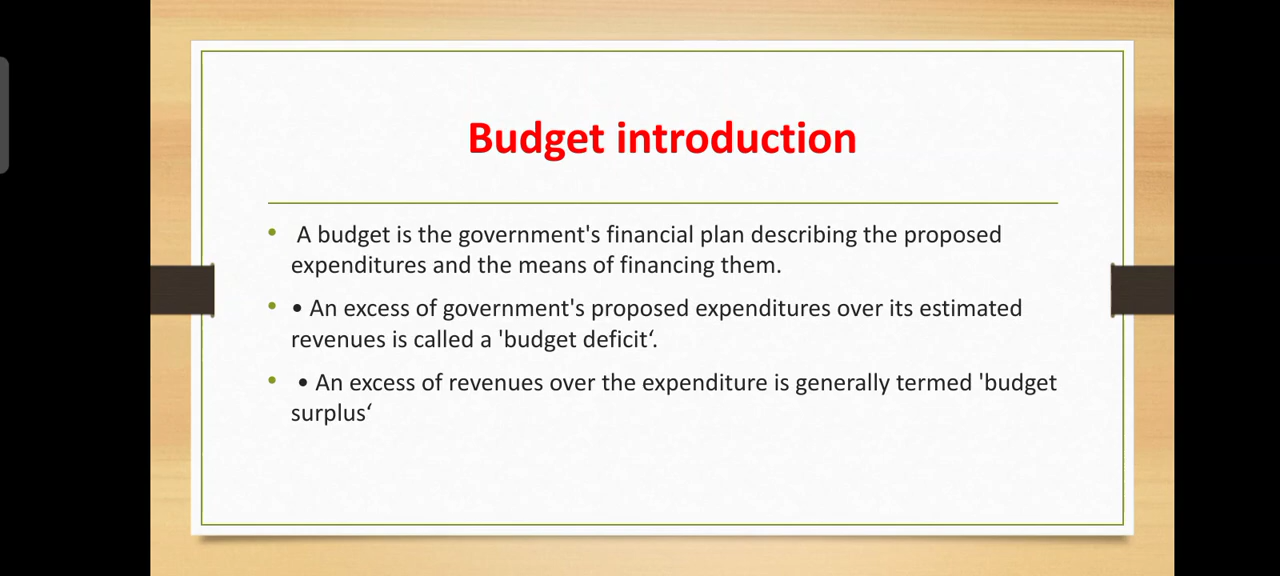 Budget introduction
• A budget is the government's financial plan describing the proposed
expenditures and the means of financing them.
• • An excess of government's proposed expenditures over its estimated
revenues is called a 'budget deficit‘.
• • An excess of revenues over the expenditure is generally termed 'budget
surplus‘